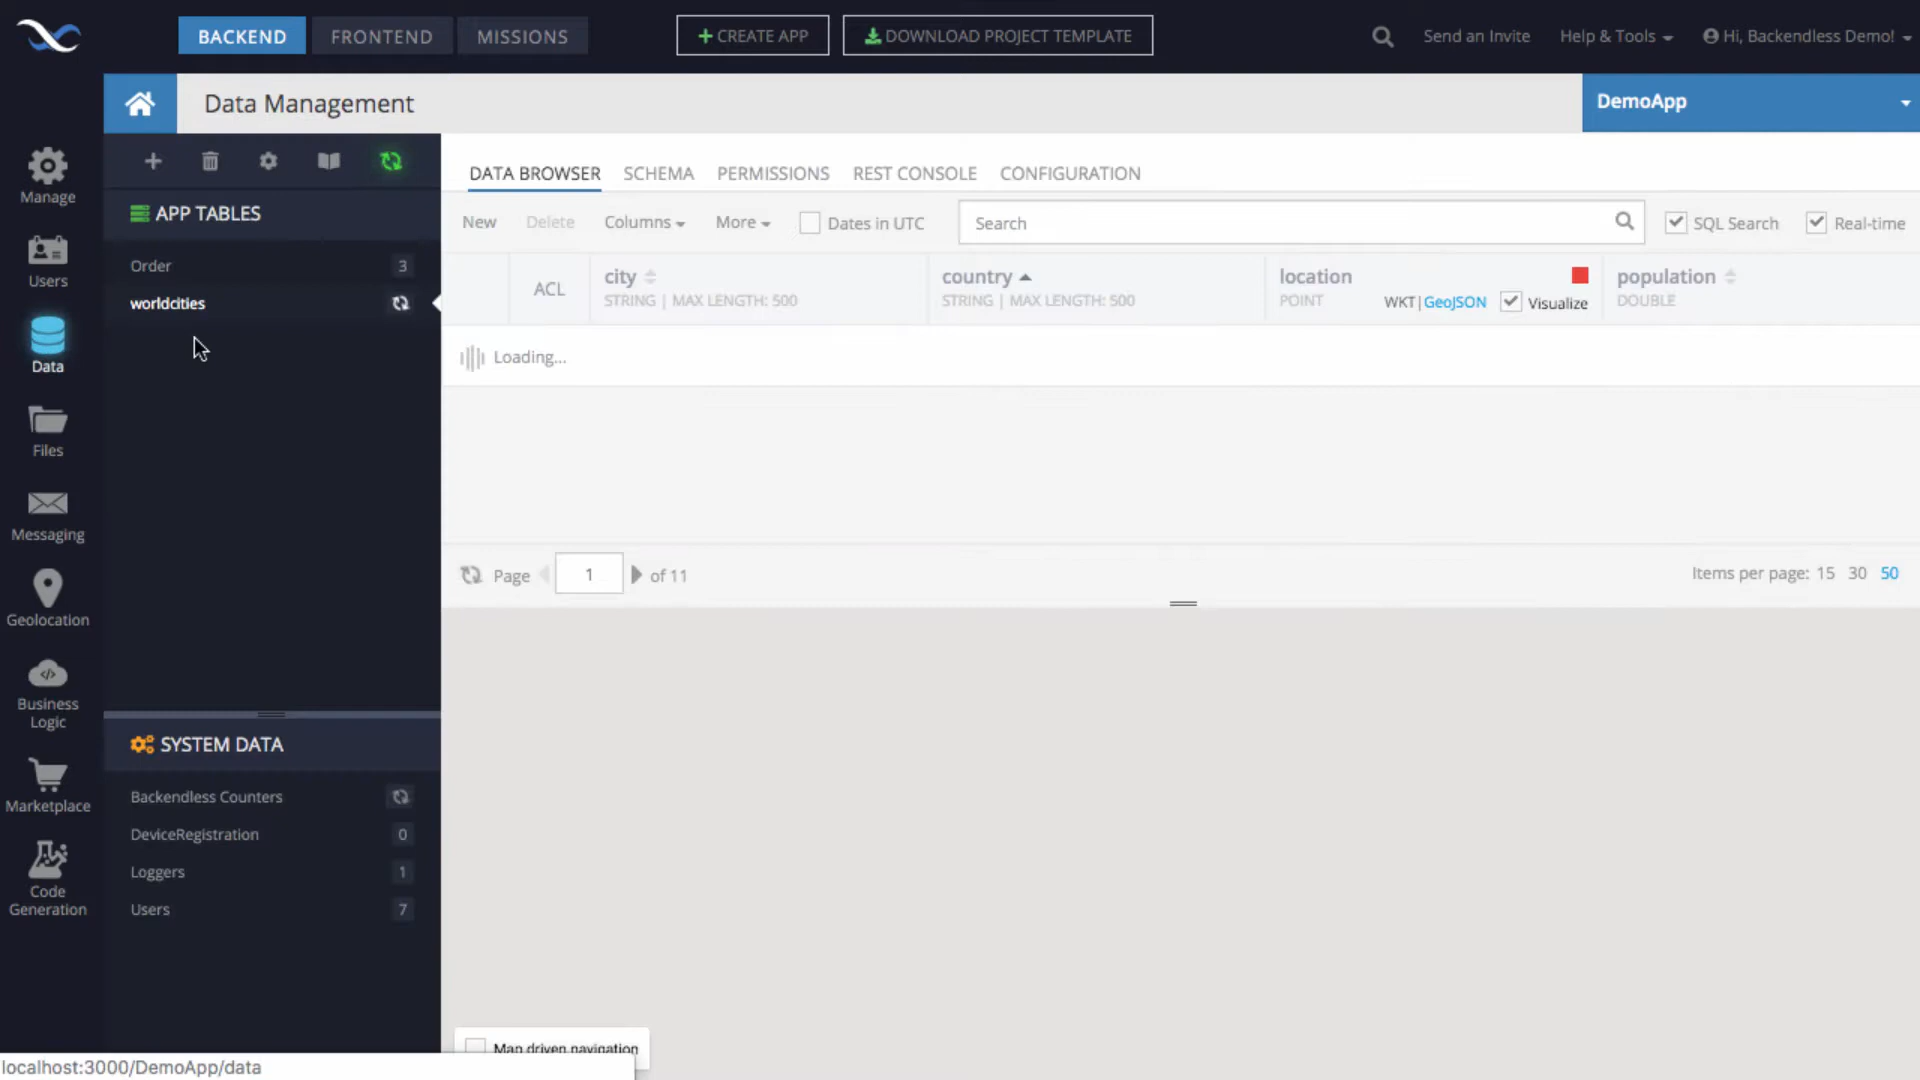 BACKEND FRONTEND MISSIONS
CREATE APP DOWNLOAD PROJECT TEMPLATE
Send an Invite Help & Tools Hi, Backendless Demo!
Data Management
DemoApp
Manage
Users
Data
Files
Messaging
Geolocation
Business
Logic
Marketplace
Code
Generation
APP TABLES
Order 3
worldcities
SYSTEM DATA
Backendless Counters
DeviceRegistration 0
Loggers 1
Users 7
DATA BROWSER SCHEMA PERMISSIONS REST CONSOLE CONFIGURATION
New Delete Columns More Dates in UTC Search SQL Search Real-time
ACL
city
STRING | MAX LENGTH: 500
country
STRING | MAX LENGTH: 500
location
POINT WKT|GeoJSON Visualize
population
DOUBLE
Loading...
Page 1 of 11
Items per page: 15 30 50
Map driven navigation
localhost:3000/DemoApp/data